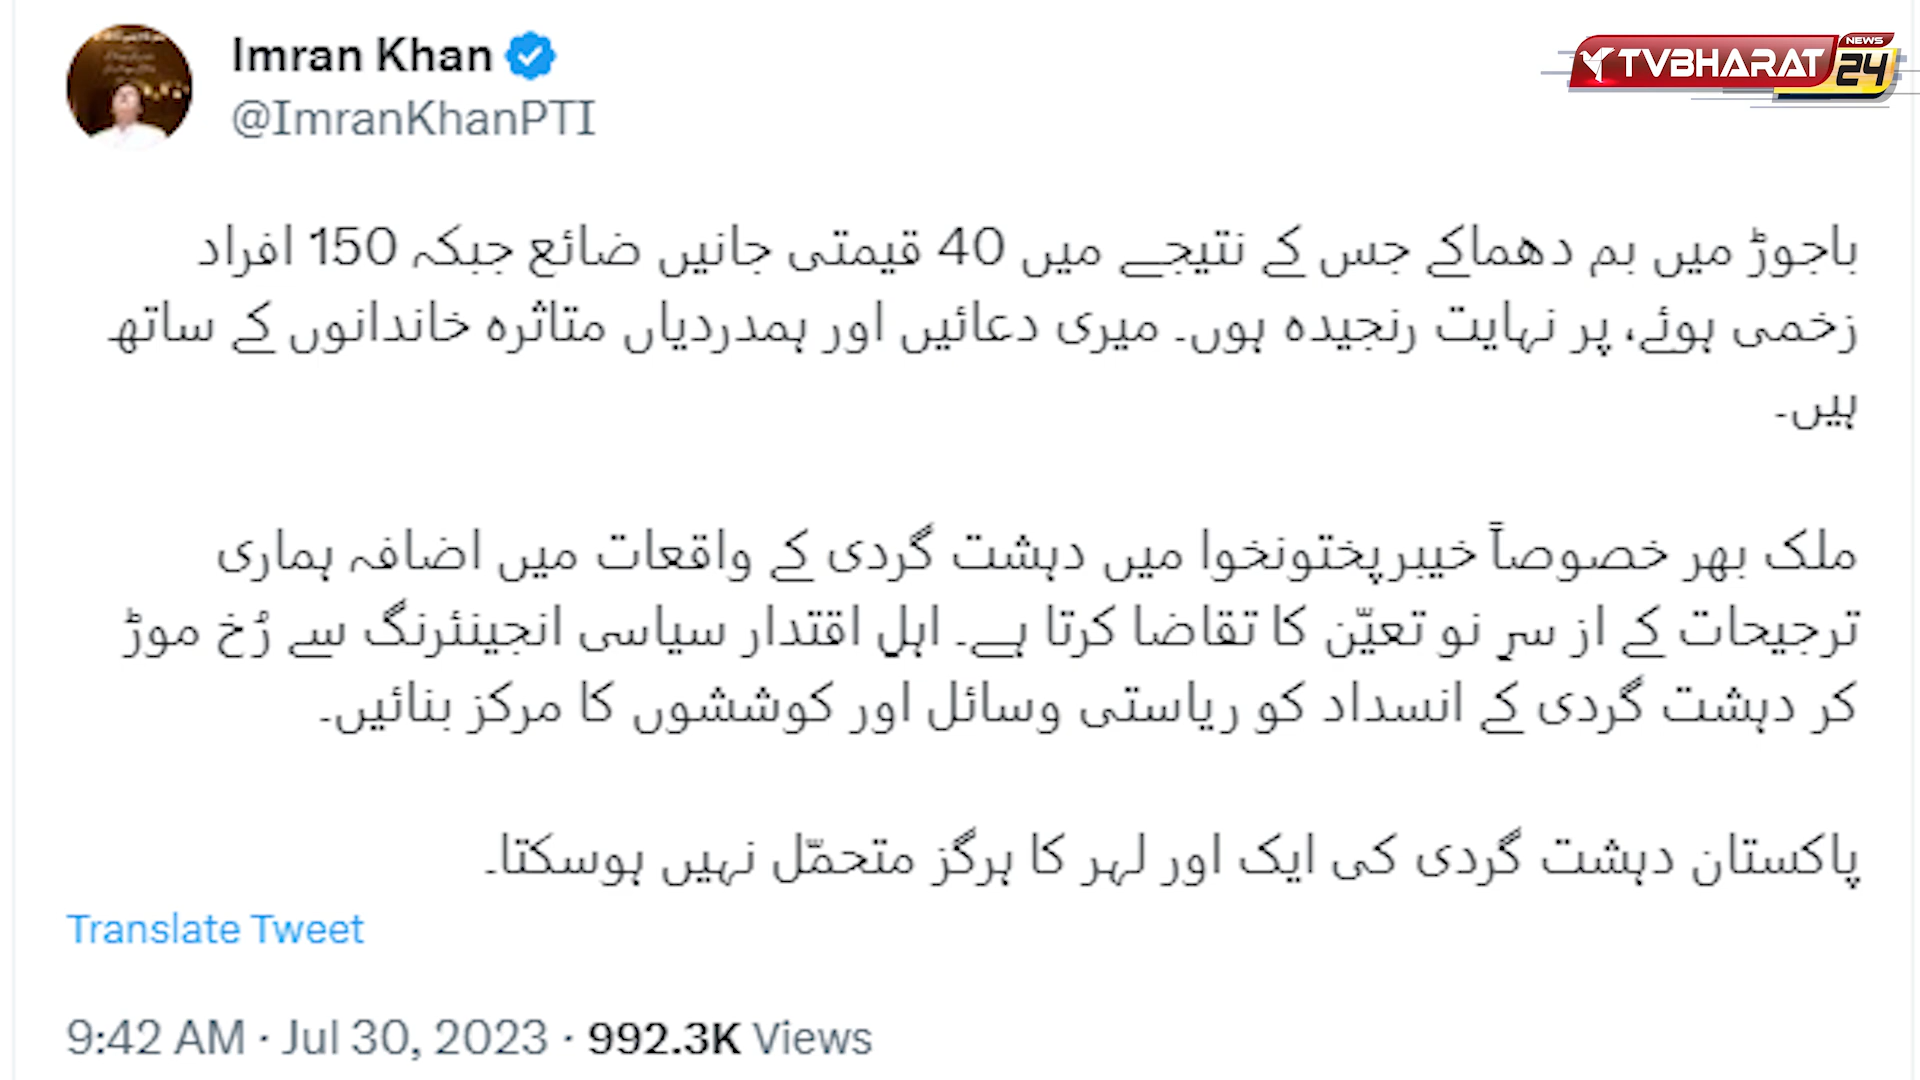 Imran Khan
@ImranKhanPTI
TVBHARAT NEWS 24
باجوڑ میں بم دھماکے جس کے نتیجے میں 40 قیمتی جانیں ضائع جبکہ 150 افراد
زخمی ہوئے، پر نہایت رنجیدہ ہوں۔ میری دعائیں اور ہمدردیاں متاثرہ خاندانوں کے ساتھ
ہیں۔
ملک بھر خصوصاً خیبرپختونخوا میں دہشت گردی کے واقعات میں اضافہ ہماری
ترجیحات کے از سرِ نو تعیّن کا تقاضا کرتا ہے۔ اہلِ اقتدار سیاسی انجینئرنگ سے رُخ موڑ
کر دہشت گردی کے انسداد کو ریاستی وسائل اور کوششوں کا مرکز بنائیں۔
پاکستان دہشت گردی کی ایک اور لہر کا ہرگز متحمّل نہیں ہوسکتا۔
Translate Tweet
9:42 AM · Jul 30, 2023 · 992.3K Views